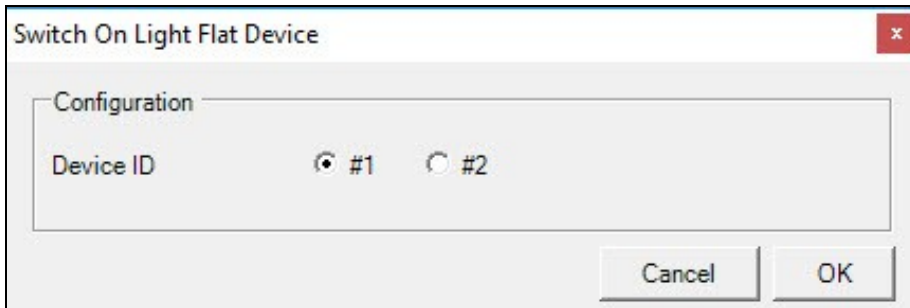 Switch On Light Flat Device
x
Configuration
Device ID #1 #2
Cancel OK